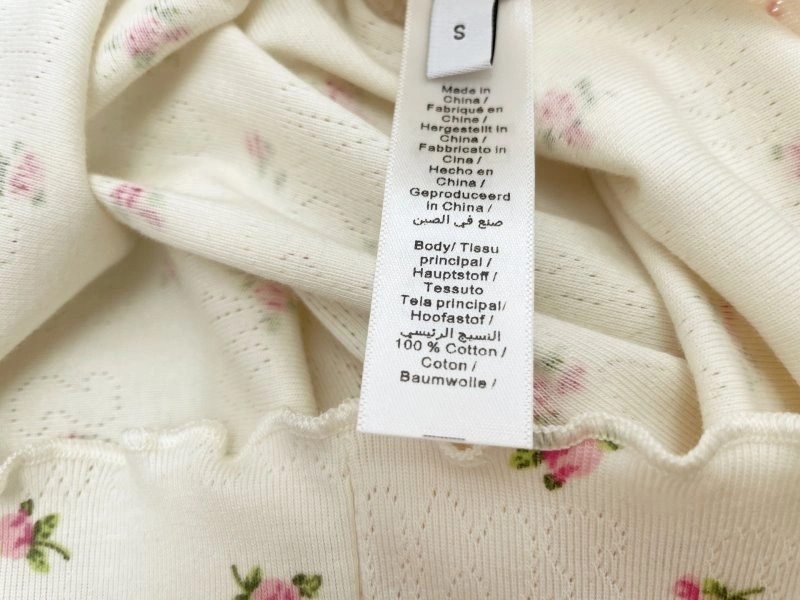 S
Made in
China /
Fabriqué en
Chine /
Hergestellt in
China /
Fabbricato in
Cina /
Hecho en
China /
Geproduceerd
in China /
صنع في الصين
Body/ Tissu
principal /
Hauptstoff /
Tessuto
Tela principal/
Hoofastof /
النسيج الرئيسي
100 % Cotton /
Coton /
Baumwolle /